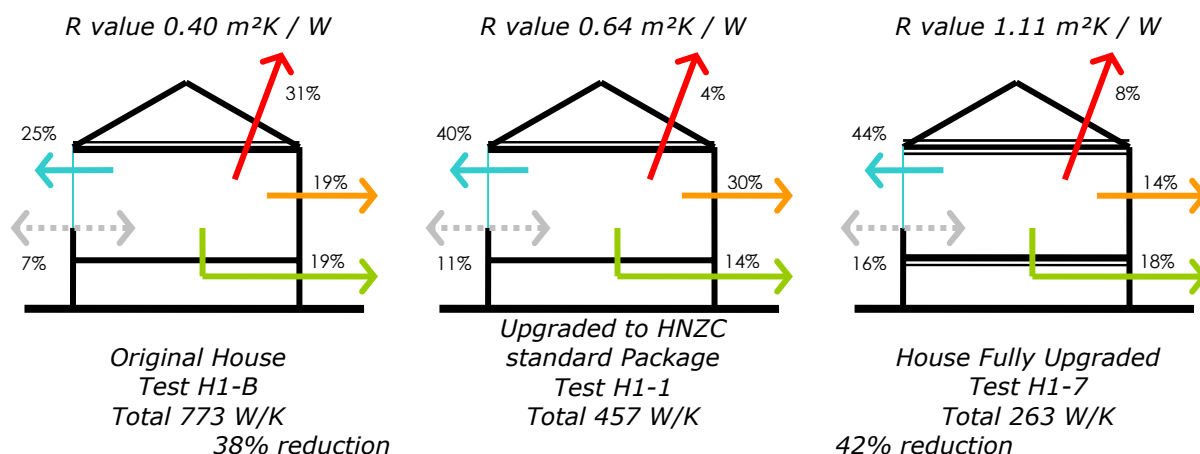 R value 0.40 m²K / W
31%
25%
19%
7%
19%
Original House
Test H1-B
Total 773 W/K
38% reduction
R value 0.64 m²K / W
4%
40%
30%
11%
14%
Upgraded to HNZC
standard Package
Test H1-1
Total 457 W/K
R value 1.11 m²K / W
8%
44%
14%
16%
18%
House Fully Upgraded
Test H1-7
Total 263 W/K
42% reduction